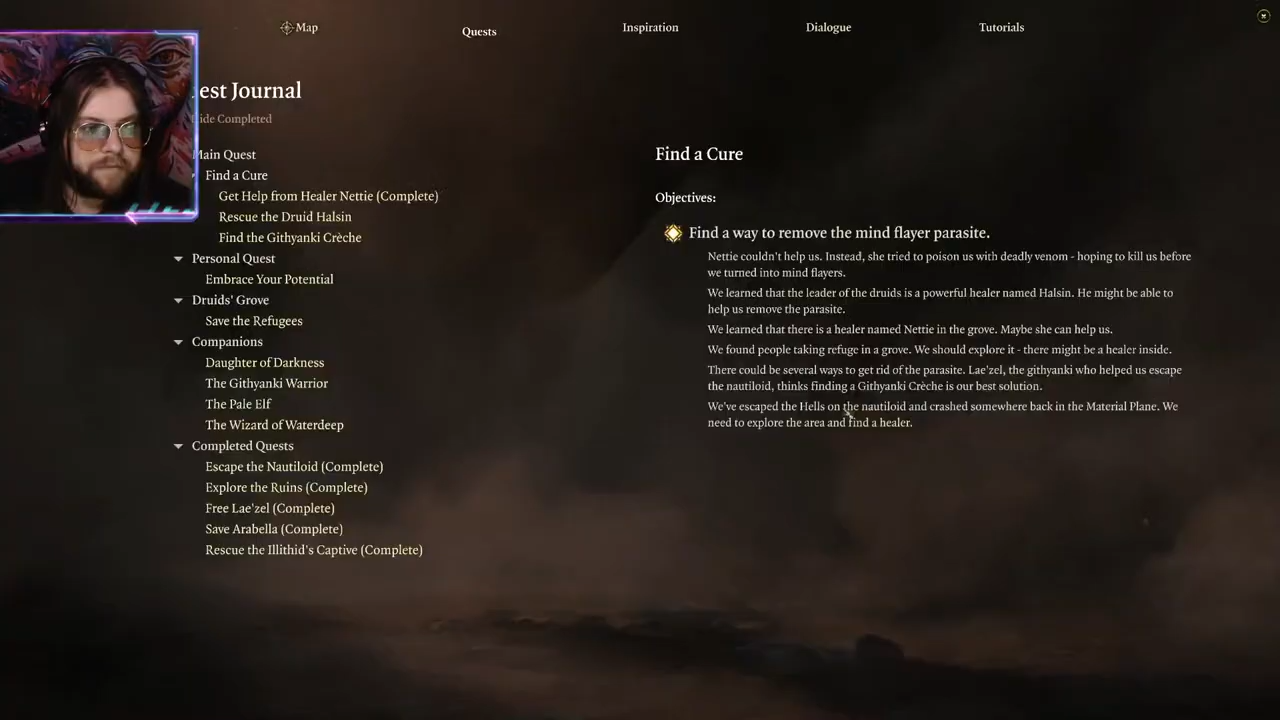 Map
Quests
Inspiration
Dialogue
Tutorials
est Journal
ide Completed
Main Quest
Find a Cure
Get Help from Healer Nettie (Complete)
Rescue the Druid Halsin
Find the Githyanki Crèche
Personal Quest
Embrace Your Potential
Druids' Grove
Save the Refugees
Companions
Daughter of Darkness
The Githyanki Warrior
The Pale Elf
The Wizard of Waterdeep
Completed Quests
Escape the Nautiloid (Complete)
Explore the Ruins (Complete)
Free Lae'zel (Complete)
Save Arabella (Complete)
Rescue the Illithid's Captive (Complete)
Find a Cure
Objectives:
Find a way to remove the mind flayer parasite.
Nettie couldn't help us. Instead, she tried to poison us with deadly venom - hoping to kill us before
we turned into mind flayers.
We learned that the leader of the druids is a powerful healer named Halsin. He might be able to
help us remove the parasite.
We learned that there is a healer named Nettie in the grove. Maybe she can help us.
We found people taking refuge in a grove. We should explore it - there might be a healer inside.
There could be several ways to get rid of the parasite. Lae'zel, the githyanki who helped us escape
the nautiloid, thinks finding a Githyanki Crèche is our best solution.
We've escaped the Hells on the nautiloid and crashed somewhere back in the Material Plane. We
need to explore the area and find a healer.